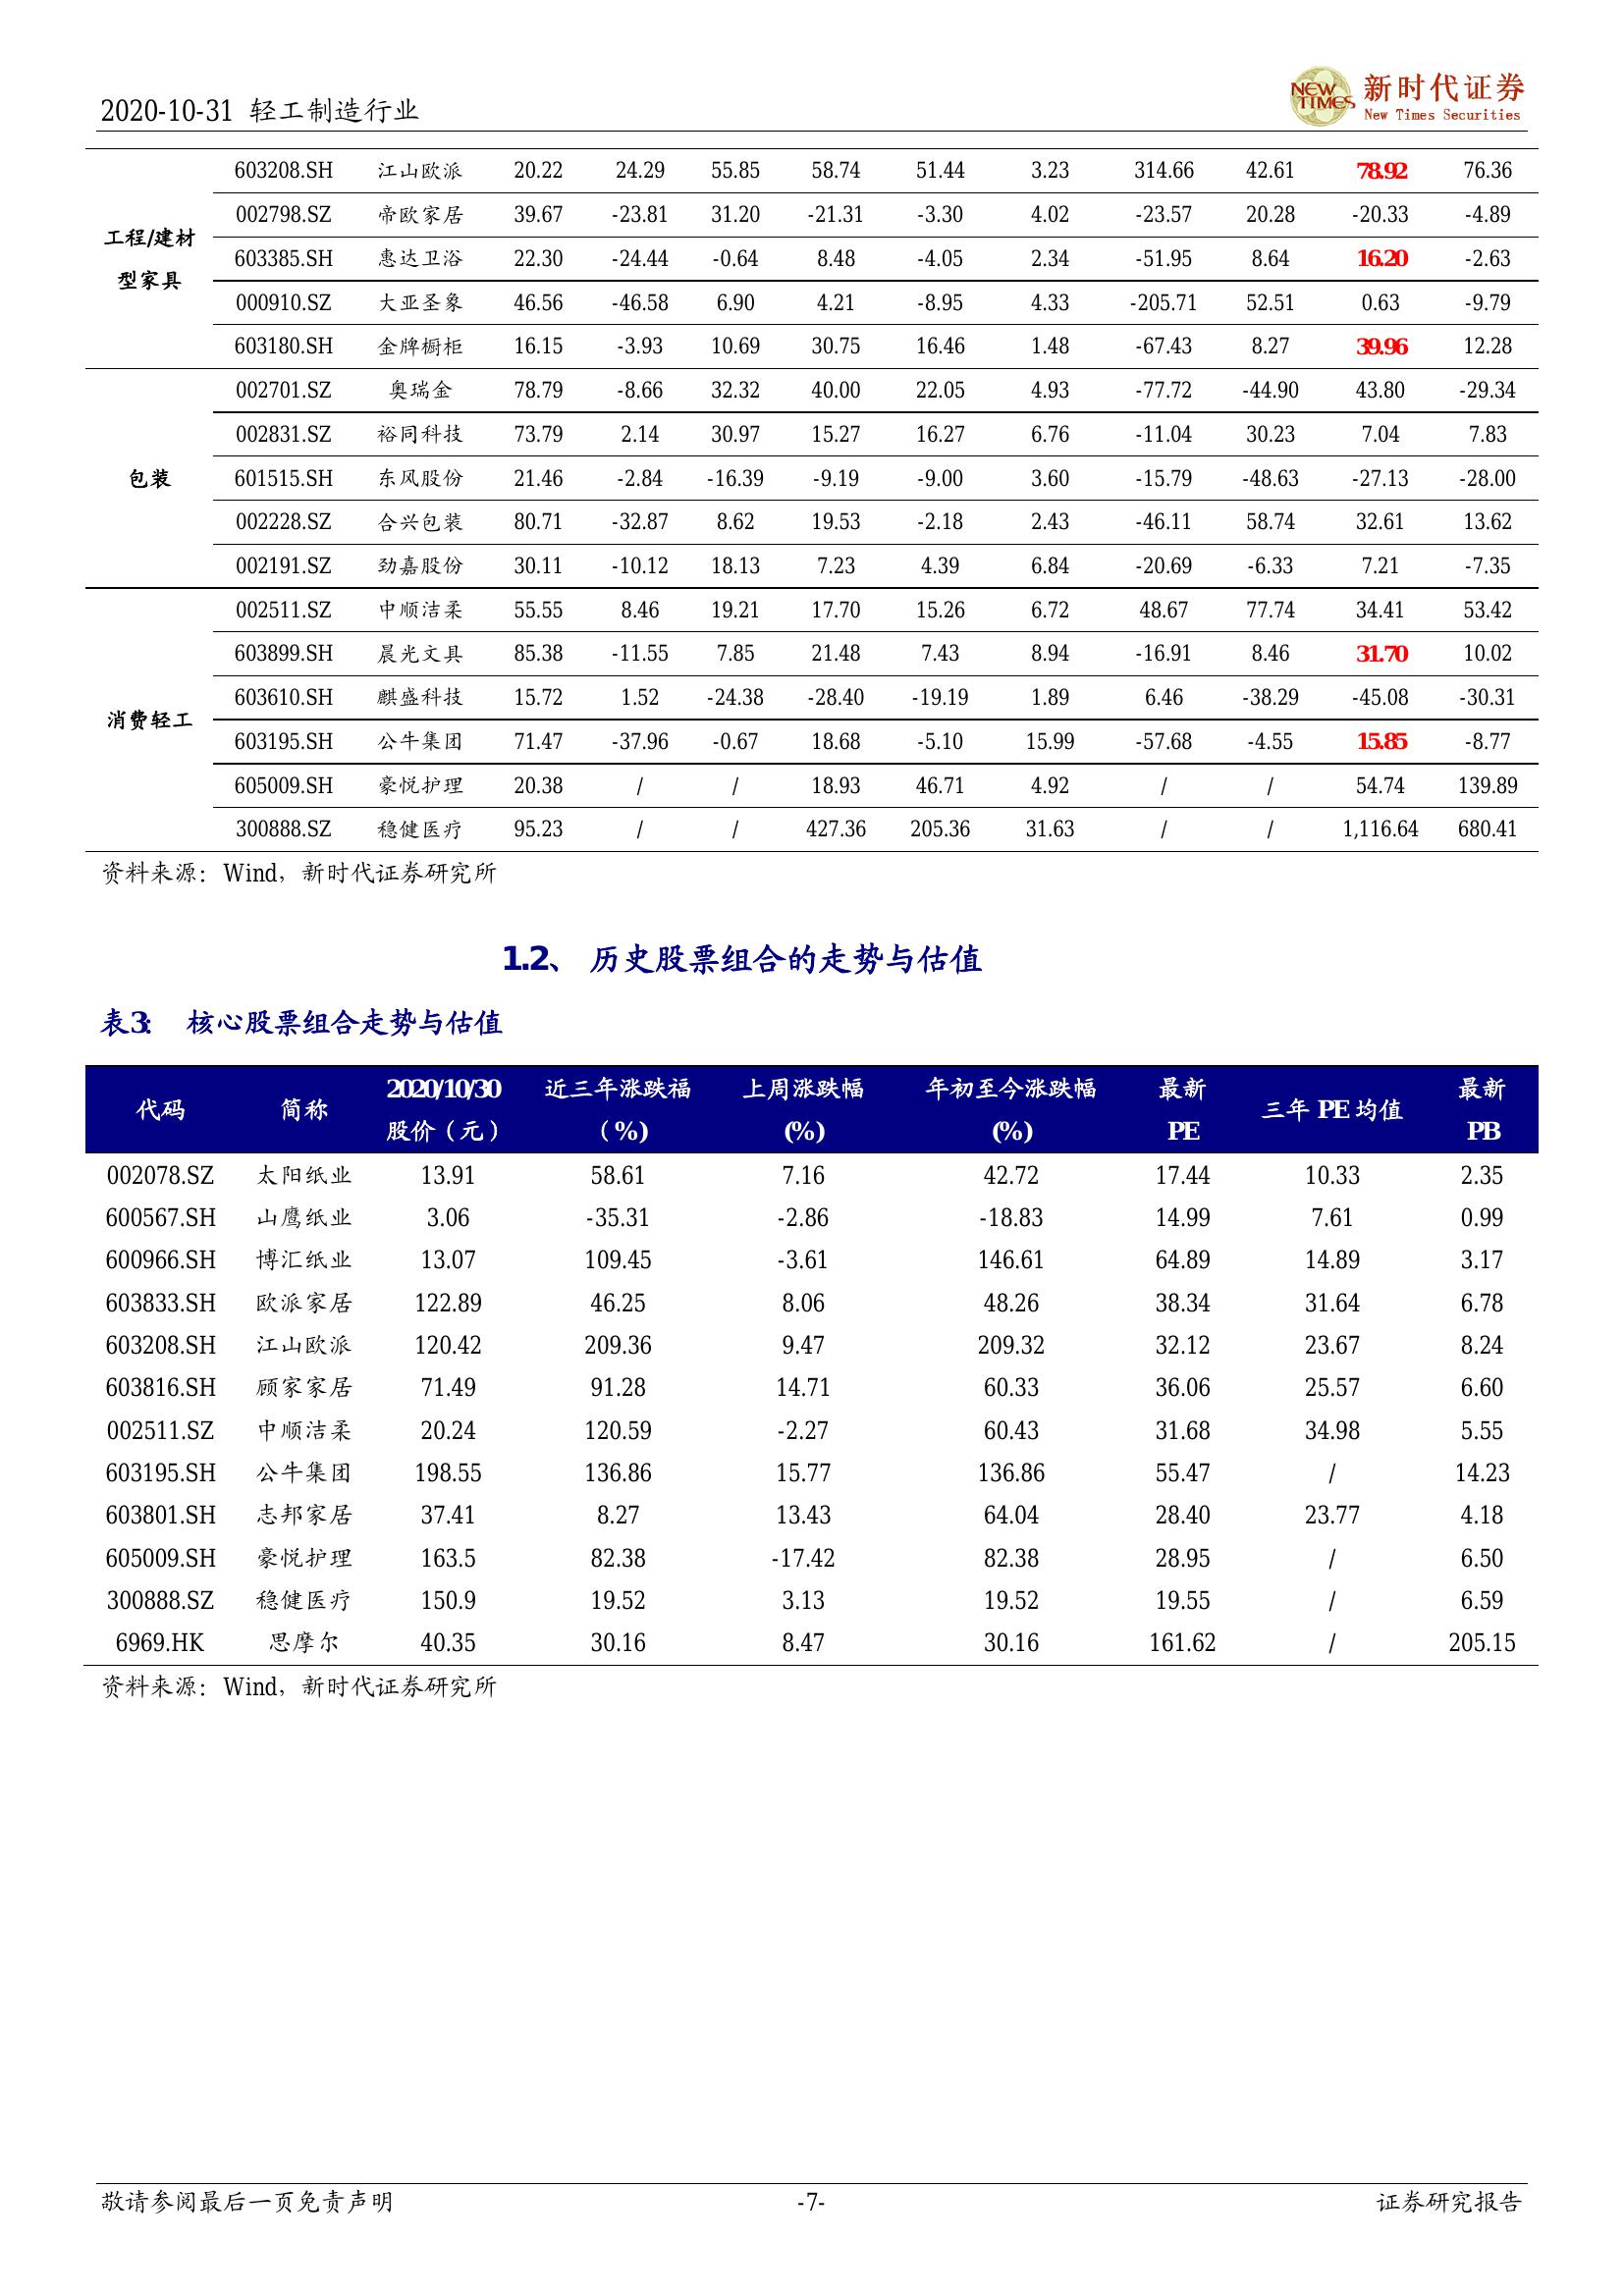 2020-10-31 轻工制造行业
NEW TIMES 新时代证券
New Times Securities
603208.SH 江山欧派 20.22 24.29 55.85 58.74 51.44 3.23 314.66 42.61 78.92 76.36
002798.SZ 帝欧家居 39.67 -23.81 31.20 -21.31 -3.30 4.02 -23.57 20.28 -20.33 -4.89
工程/建材
型家具
603385.SH 惠达卫浴 22.30 -24.44 -0.64 8.48 -4.05 2.34 -51.95 8.64 16.20 -2.63
000910.SZ 大亚圣象 46.56 -46.58 6.90 4.21 -8.95 4.33 -205.71 52.51 0.63 -9.79
603180.SH 金牌橱柜 16.15 -3.93 10.69 30.75 16.46 1.48 -67.43 8.27 39.96 12.28
002701.SZ 奥瑞金 78.79 -8.66 32.32 40.00 22.05 4.93 -77.72 -44.90 43.80 -29.34
002831.SZ 裕同科技 73.79 2.14 30.97 15.27 16.27 6.76 -11.04 30.23 7.04 7.83
包装 601515.SH 东风股份 21.46 -2.84 -16.39 -9.19 -9.00 3.60 -15.79 -48.63 -27.13 -28.00
002228.SZ 合兴包装 80.71 -32.87 8.62 19.53 -2.18 2.43 -46.11 58.74 32.61 13.62
002191.SZ 劲嘉股份 30.11 -10.12 18.13 7.23 4.39 6.84 -20.69 -6.33 7.21 -7.35
002511.SZ 中顺洁柔 55.55 8.46 19.21 17.70 15.26 6.72 48.67 77.74 34.41 53.42
603899.SH 晨光文具 85.38 -11.55 7.85 21.48 7.43 8.94 -16.91 8.46 31.70 10.02
603610.SH 麒盛科技 15.72 1.52 -24.38 -28.40 -19.19 1.89 6.46 -38.29 -45.08 -30.31
消费轻工
603195.SH 公牛集团 71.47 -37.96 -0.67 18.68 -5.10 15.99 -57.68 -4.55 15.85 -8.77
605009.SH 豪悦护理 20.38 / / 18.93 46.71 4.92 / / 54.74 139.89
300888.SZ 稳健医疗 95.23 / / 427.36 205.36 31.63 / / 1,116.64 680.41
资料来源：Wind，新时代证券研究所
1.2、 历史股票组合的走势与估值
表3： 核心股票组合走势与估值
代码 简称 2020/10/30 股价（元） 近三年涨跌福（%） 上周涨跌幅(%) 年初至今涨跌幅(%) 最新PE 三年 PE 均值 最新PB
002078.SZ 太阳纸业 13.91 58.61 7.16 42.72 17.44 10.33 2.35
600567.SH 山鹰纸业 3.06 -35.31 -2.86 -18.83 14.99 7.61 0.99
600966.SH 博汇纸业 13.07 109.45 -3.61 146.61 64.89 14.89 3.17
603833.SH 欧派家居 122.89 46.25 8.06 48.26 38.34 31.64 6.78
603208.SH 江山欧派 120.42 209.36 9.47 209.32 32.12 23.67 8.24
603816.SH 顾家家居 71.49 91.28 14.71 60.33 36.06 25.57 6.60
002511.SZ 中顺洁柔 20.24 120.59 -2.27 60.43 31.68 34.98 5.55
603195.SH 公牛集团 198.55 136.86 15.77 136.86 55.47 / 14.23
603801.SH 志邦家居 37.41 8.27 13.43 64.04 28.40 23.77 4.18
605009.SH 豪悦护理 163.5 82.38 -17.42 82.38 28.95 / 6.50
300888.SZ 稳健医疗 150.9 19.52 3.13 19.52 19.55 / 6.59
6969.HK 思摩尔 40.35 30.16 8.47 30.16 161.62 / 205.15
资料来源：Wind，新时代证券研究所
敬请参阅最后一页免责声明 -7- 证券研究报告